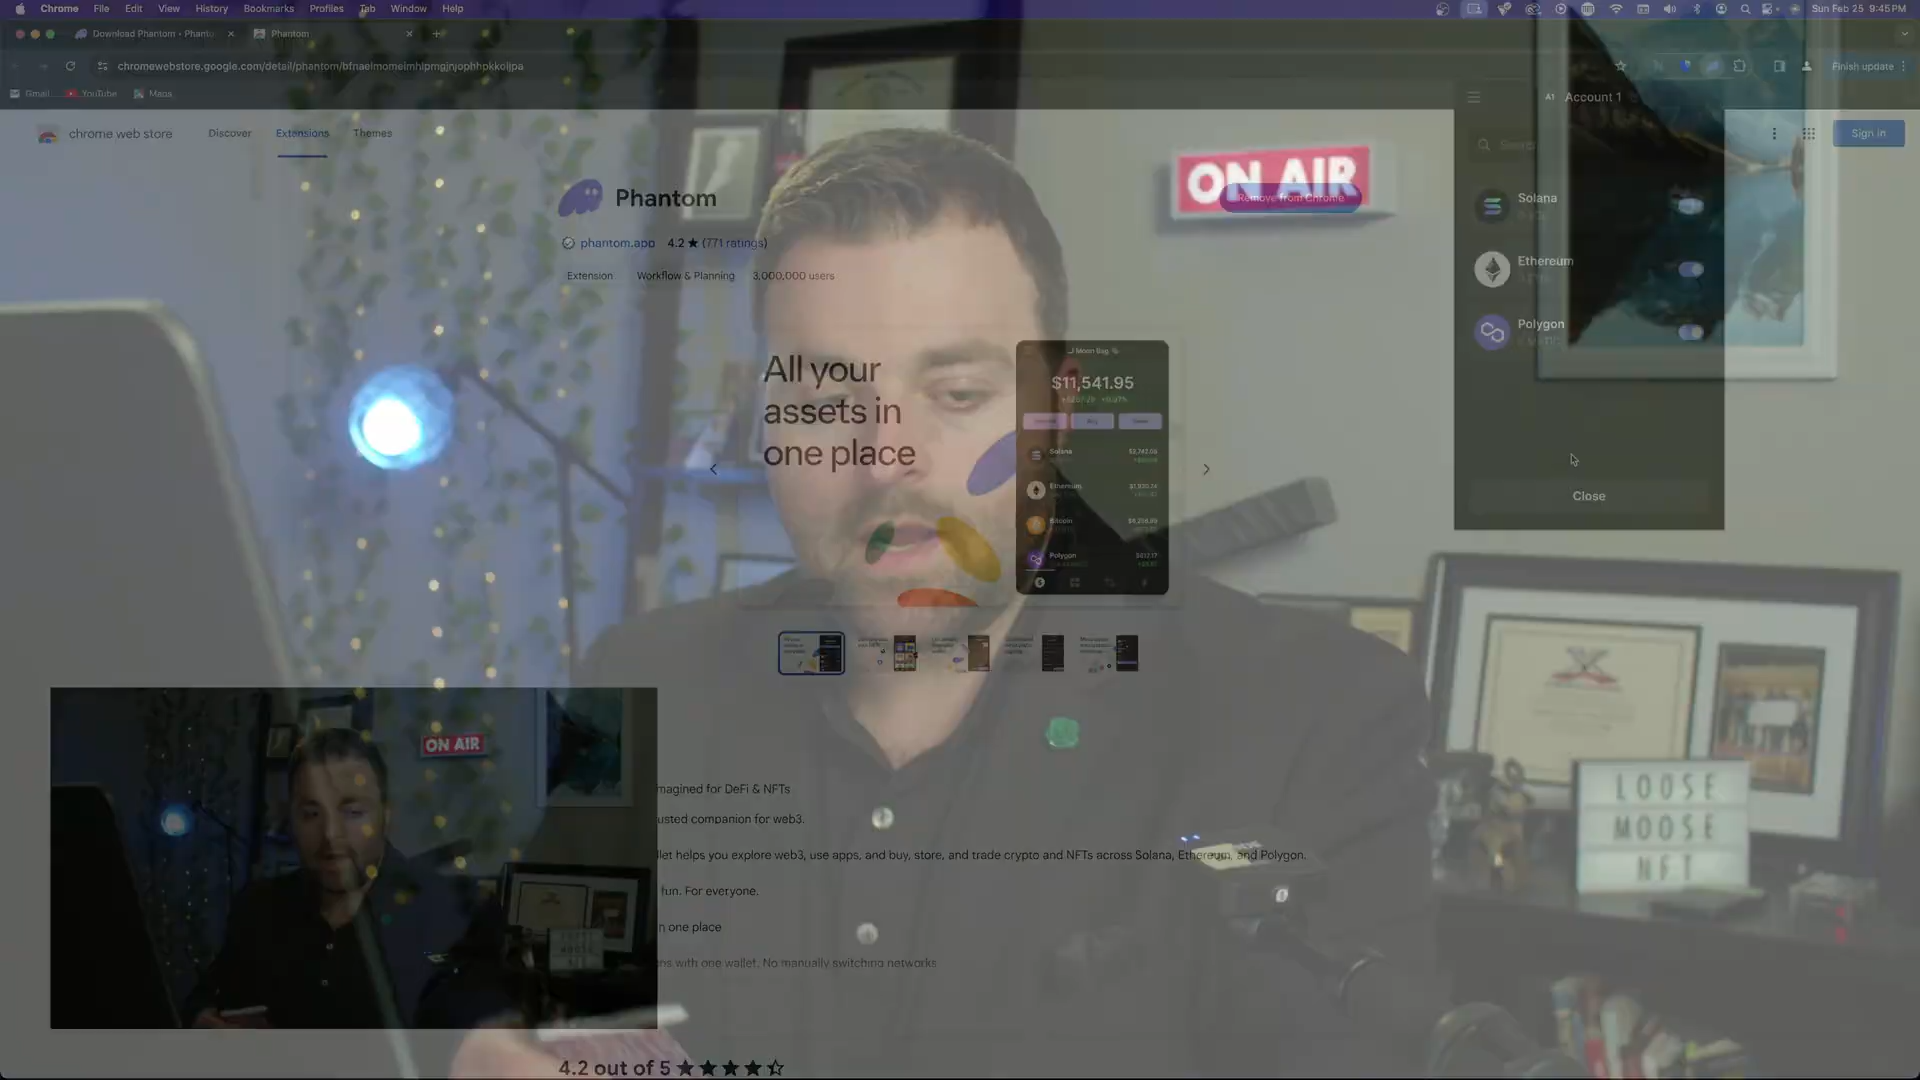 Chrome File Edit View History Bookmarks Profiles Tab Window Help
Sun Feb 25 9:45 PM
Download Phantom • Phanto
Phantom
chromewebstore.google.com/detail/phantom/bfnaelmomeimhlpmgjnjophhpkkoljpa
Finish update
Gmail YouTube Maps
A1 Account 1
chrome web store Discover Extensions Themes
Sign in
Search
Phantom
ON AIR
Remove from Chrome
Solana
phantom.app 4.2 ★ (771 ratings)
Ethereum
Extension Workflow & Planning 3,000,000 users
Polygon
All your
assets in
one place
Moon Bag
$11,541.95
Buy
Solana
Ethereum
Bitcoin
Polygon
Close
ON AIR
magined for DeFi & NFTs
usted companion for web3.
llet helps you explore web3, use apps, and buy, store, and trade crypto and NFTs across Solana, Ethereum, and Polygon.
fun. For everyone.
n one place
ns with one wallet. No manually switching networks
LOOSE
MOOSE
NFT
4.2 out of 5